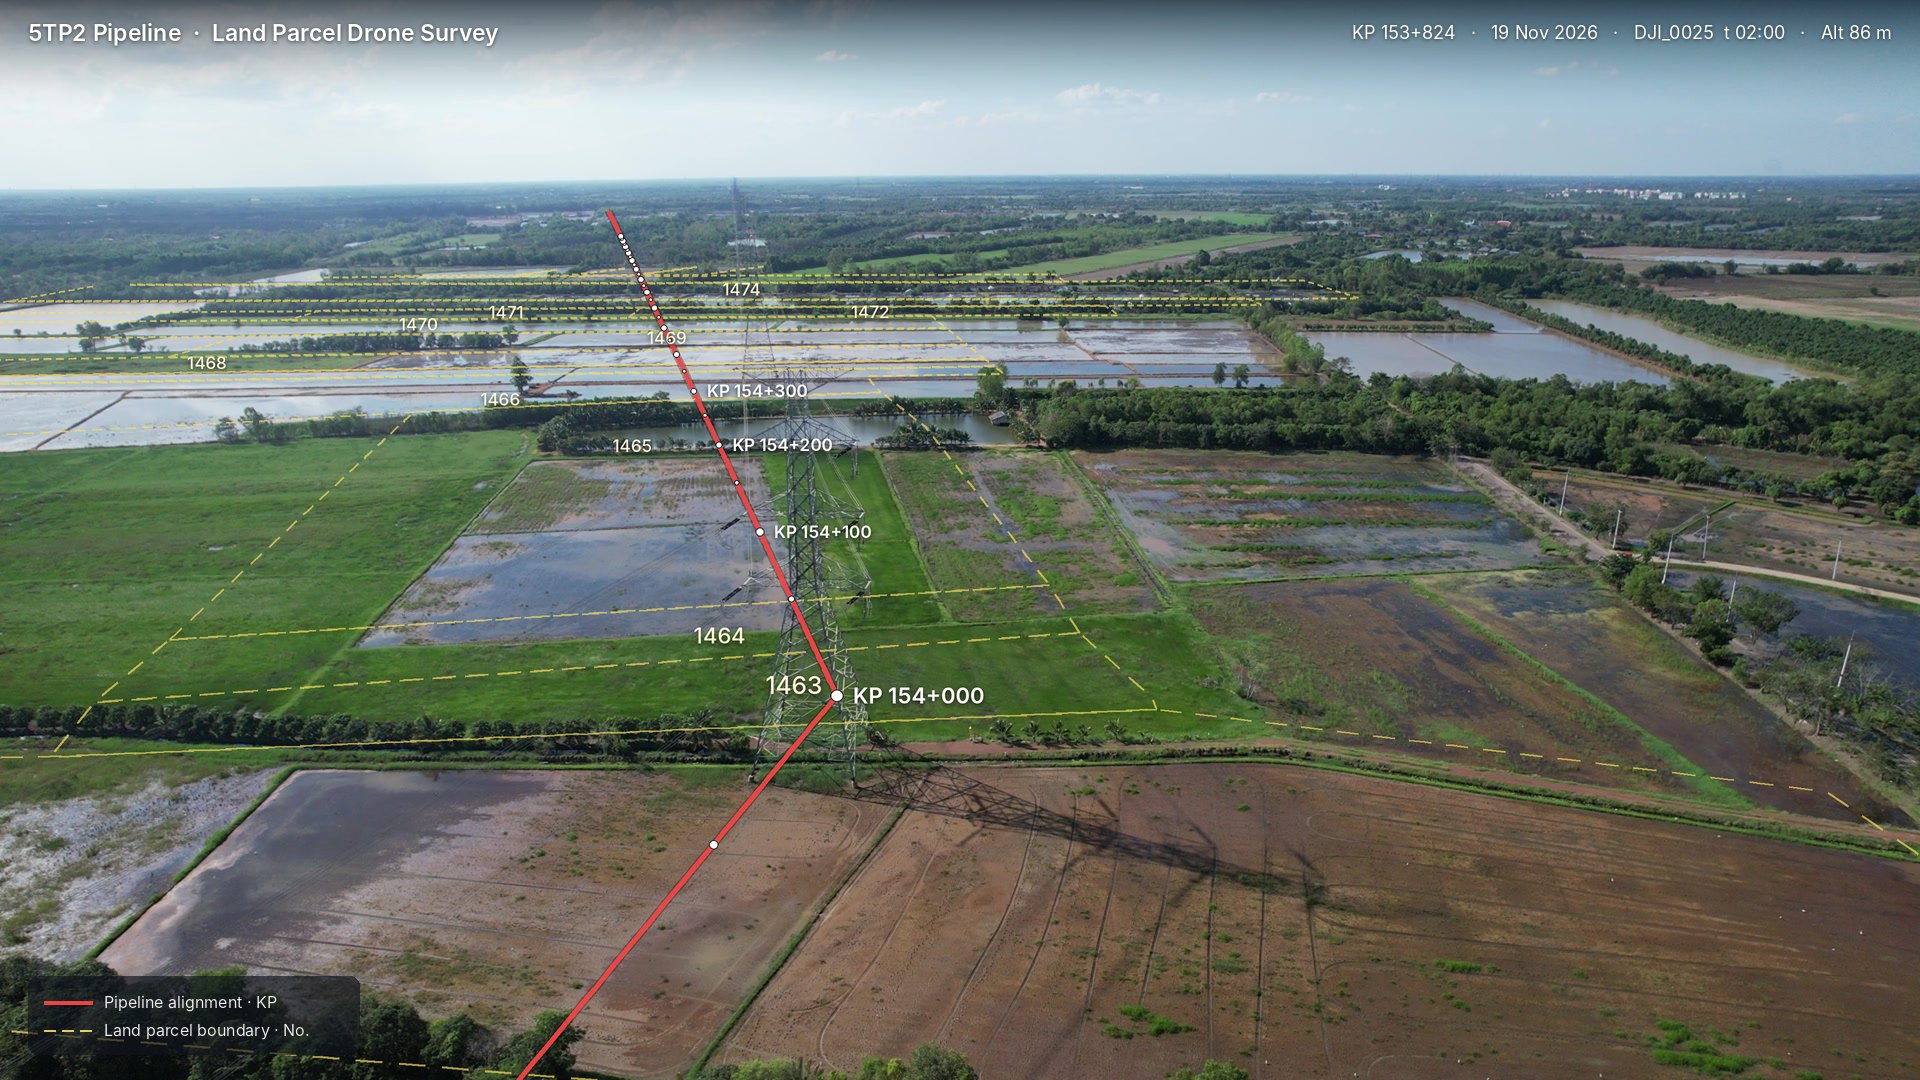 5TP2 Pipeline · Land Parcel Drone Survey
KP 153+824 · 19 Nov 2026 · DJI_0025 t 02:00 · Alt 86 m
1474
1471
1472
1470
1469
1468
KP 154+300
1466
1465
KP 154+200
KP 154+100
1464
1463
KP 154+000
Pipeline alignment · KP
Land parcel boundary · No.